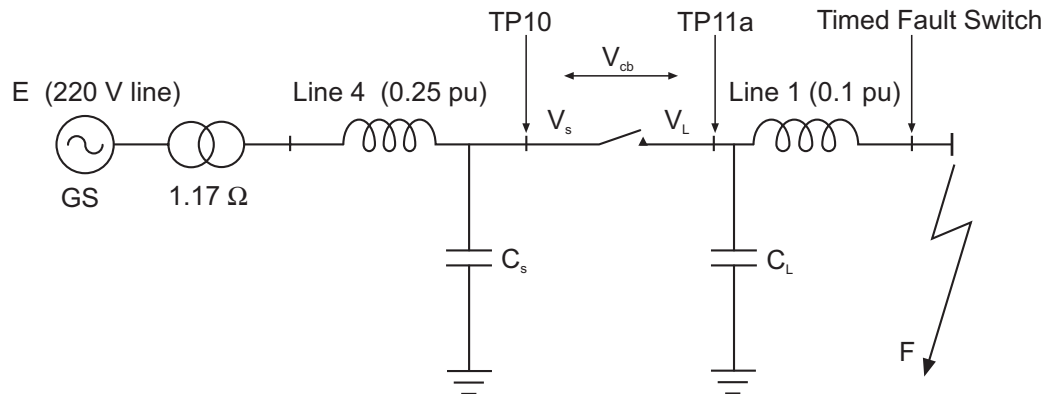 TP10
TP11a
Timed Fault Switch
V_cb
E (220 V line)
Line 4 (0.25 pu)
V_s
V_L
Line 1 (0.1 pu)
GS
1.17 Ω
C_s
C_L
F